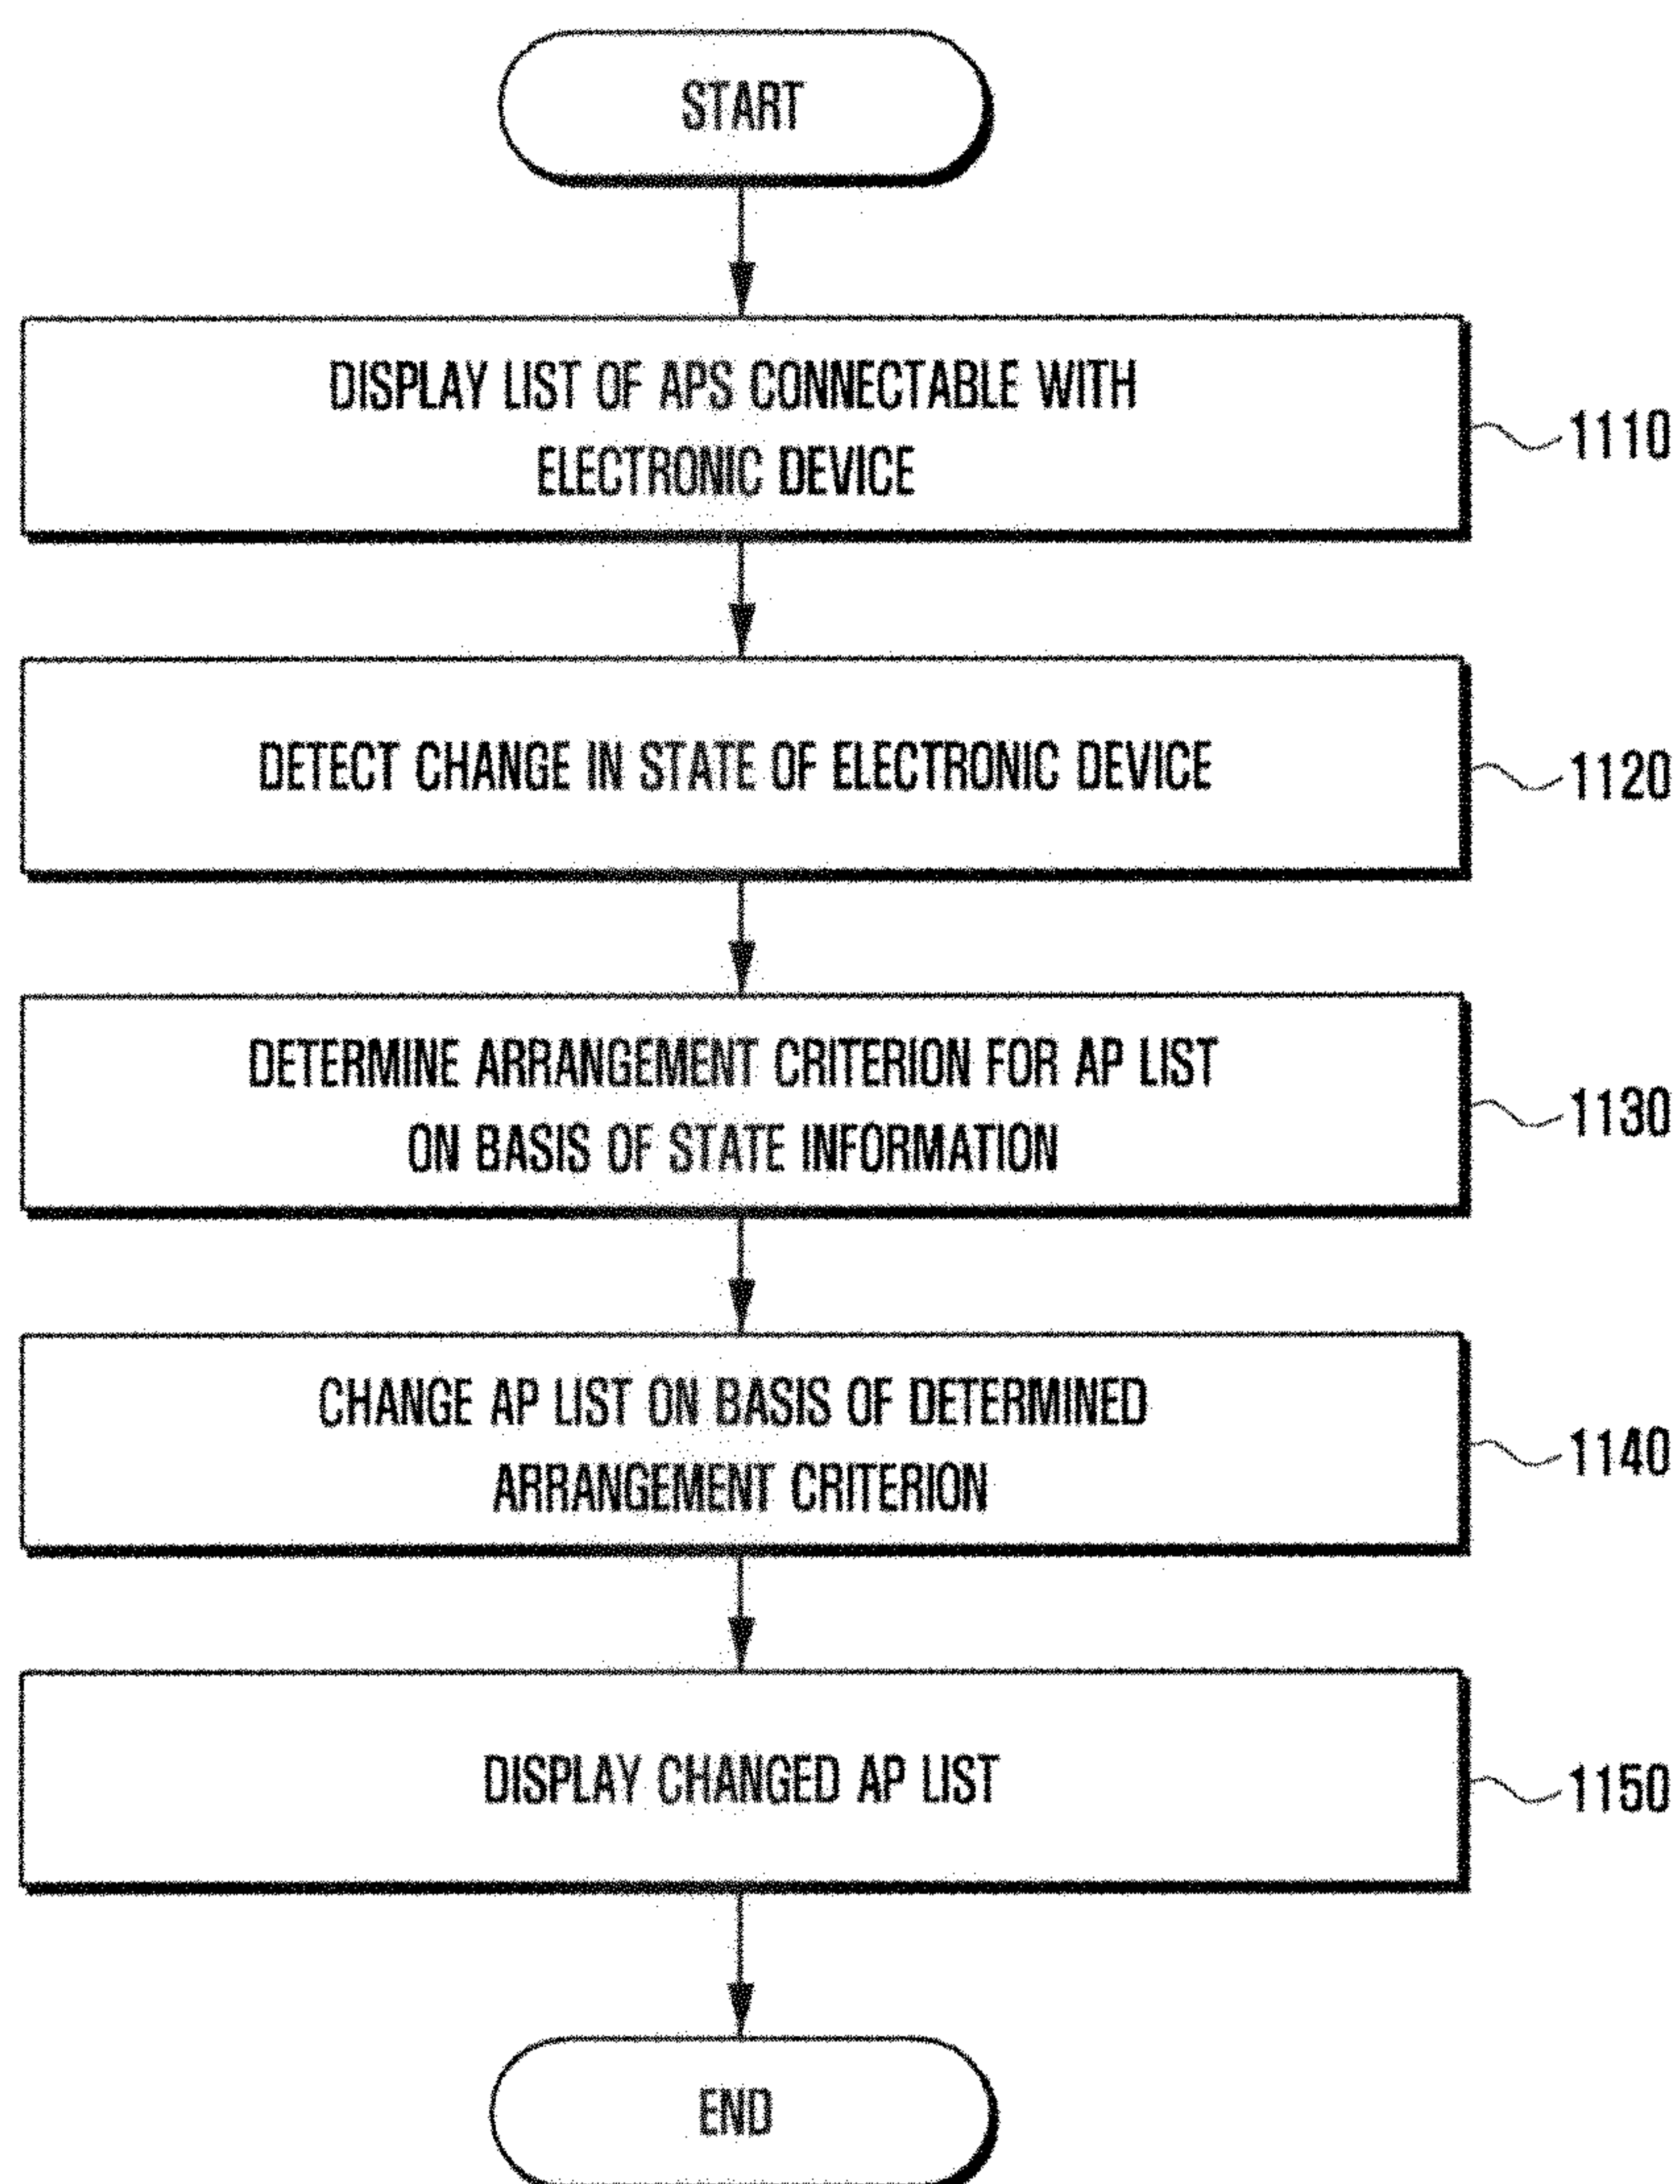 START
DISPLAY LIST OF APS CONNECTABLE WITH
ELECTRONIC DEVICE
1110
DETECT CHANGE IN STATE OF ELECTRONIC DEVICE
1120
DETERMINE ARRANGEMENT CRITERION FOR AP LIST
ON BASIS OF STATE INFORMATION
1130
CHANGE AP LIST ON BASIS OF DETERMINED
ARRANGEMENT CRITERION
1140
DISPLAY CHANGED AP LIST
1150
END